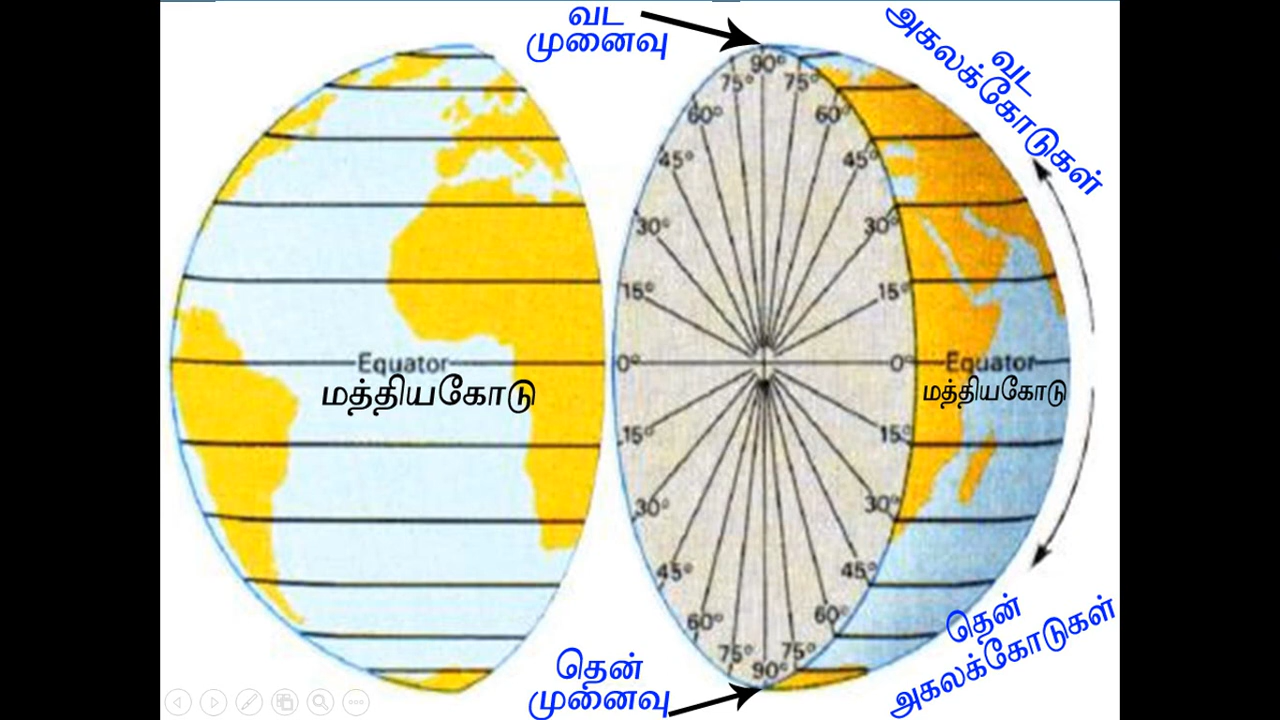 வட
முனைவு
வட
அகலக்கோடுகள்
90°
75° 75°
60° 60°
45° 45°
30° 30°
15° 15°
Equator 0° 0° Equator
மத்தியகோடு மத்தியகோடு
15° 15°
30° 30°
45° 45°
60° 60°
75° 75°
90°
தென்
அகலக்கோடுகள்
தென்
முனைவு